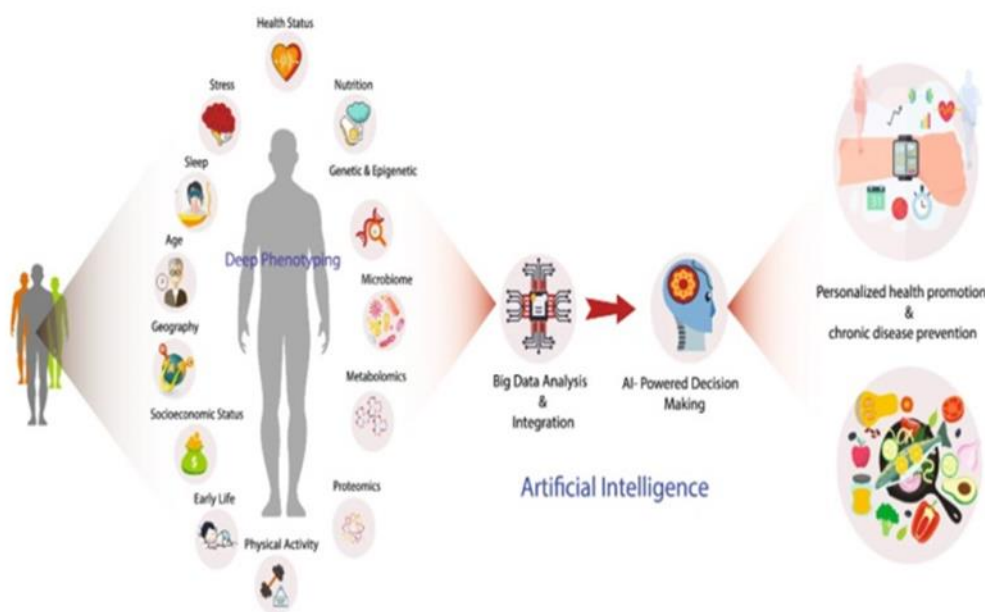 Health Status
Stress
Nutrition
Sleep
Genetic & Epigenetic
Age
Deep Phenotyping
Microbiome
Geography
Metabolomics
Socioeconomic Status
Early Life
Proteomics
Physical Activity
Big Data Analysis
&
Integration
AI- Powered Decision
Making
Artificial Intelligence
Personalized health promotion
&
chronic disease prevention